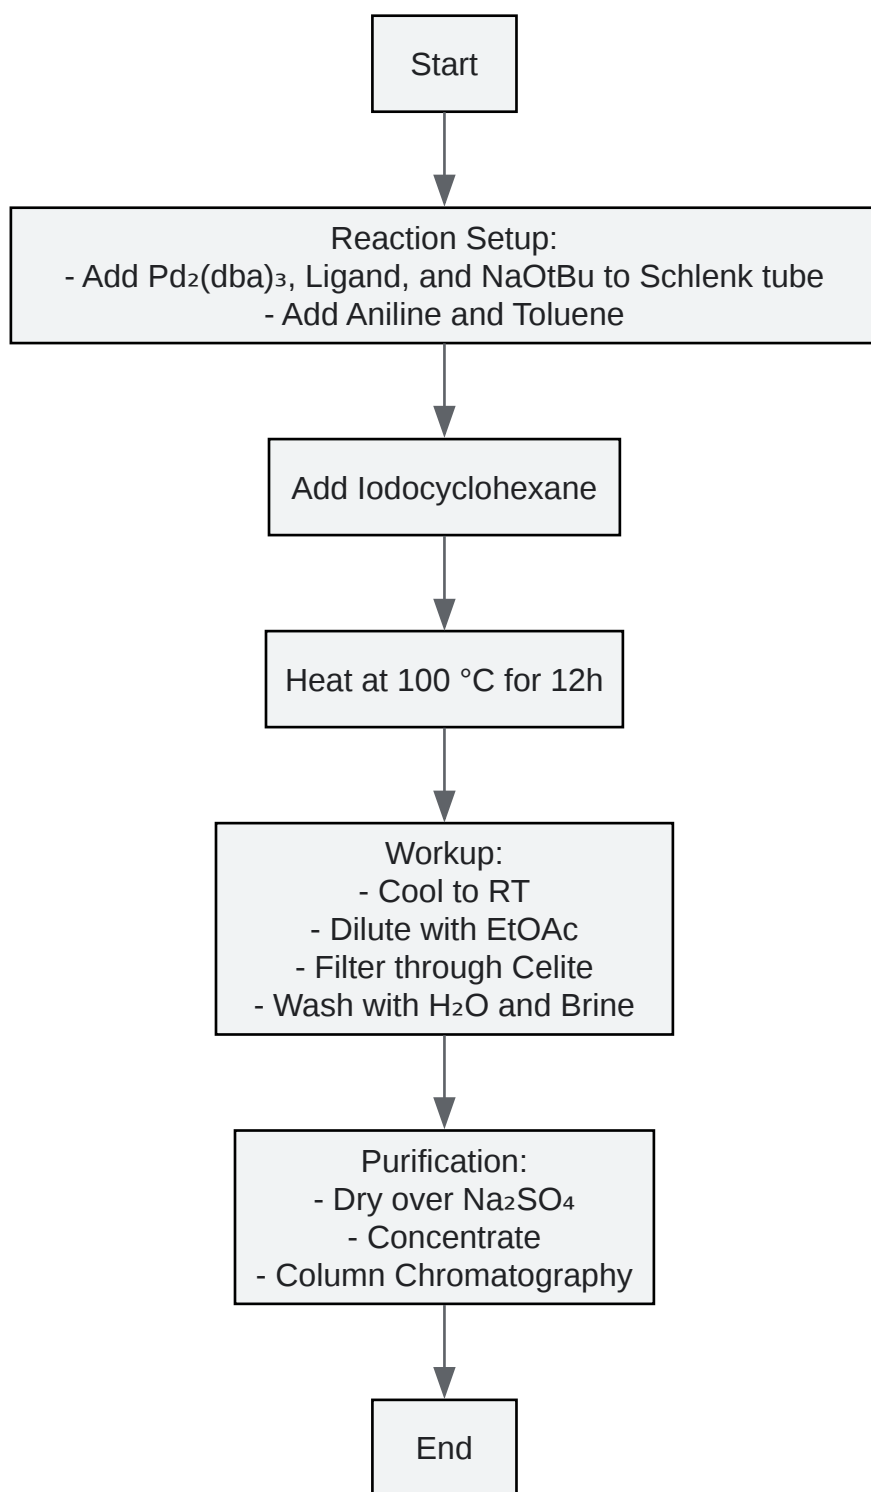 Start
Reaction Setup:
- Add Pd₂(dba)₃, Ligand, and NaOtBu to Schlenk tube
- Add Aniline and Toluene
Add Iodocyclohexane
Heat at 100 °C for 12h
Workup:
- Cool to RT
- Dilute with EtOAc
- Filter through Celite
- Wash with H₂O and Brine
Purification:
- Dry over Na₂SO₄
- Concentrate
- Column Chromatography
End